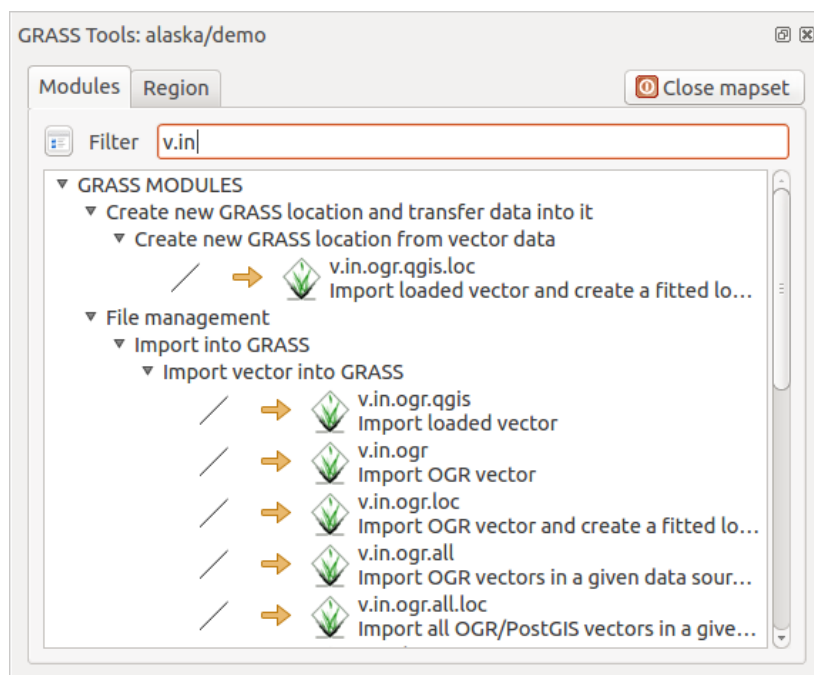 GRASS Tools: alaska/demo
Modules
Region
Close mapset
Filter
v.in
GRASS MODULES
Create new GRASS location and transfer data into it
Create new GRASS location from vector data
v.in.ogr.qgis.loc
Import loaded vector and create a fitted lo...
File management
Import into GRASS
Import vector into GRASS
v.in.ogr.qgis
Import loaded vector
v.in.ogr
Import OGR vector
v.in.ogr.loc
Import OGR vector and create a fitted lo...
v.in.ogr.all
Import OGR vectors in a given data sour...
v.in.ogr.all.loc
Import all OGR/PostGIS vectors in a give...